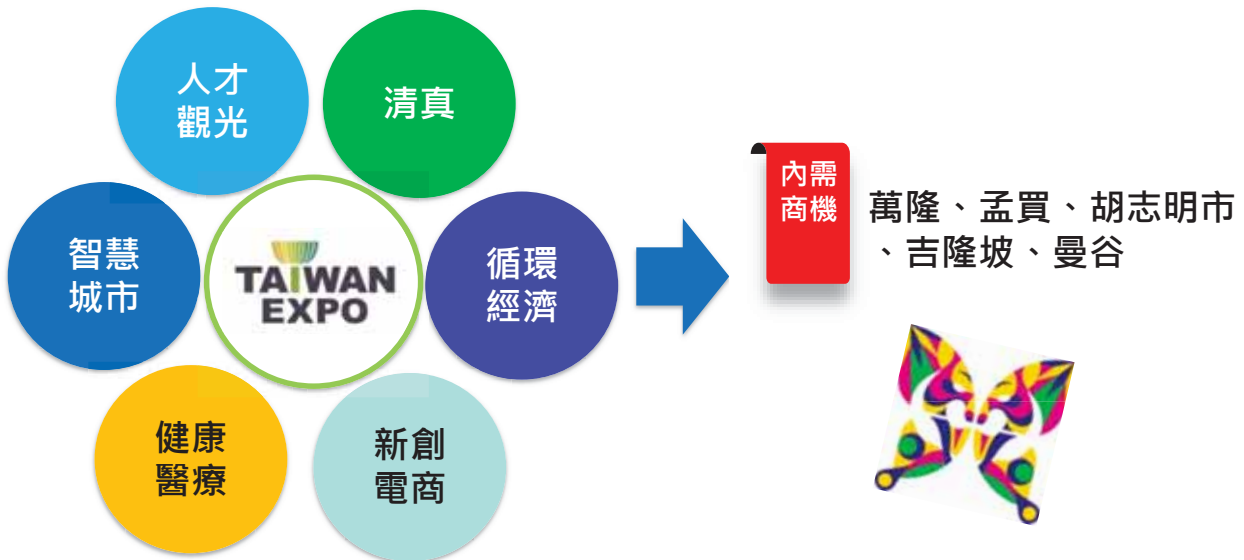 人才
觀光
清真
智慧
城市
TAIWAN
EXPO
循環
經濟
健康
醫療
新創
電商
內需
商機
萬隆、孟買、胡志明市
、吉隆坡、曼谷